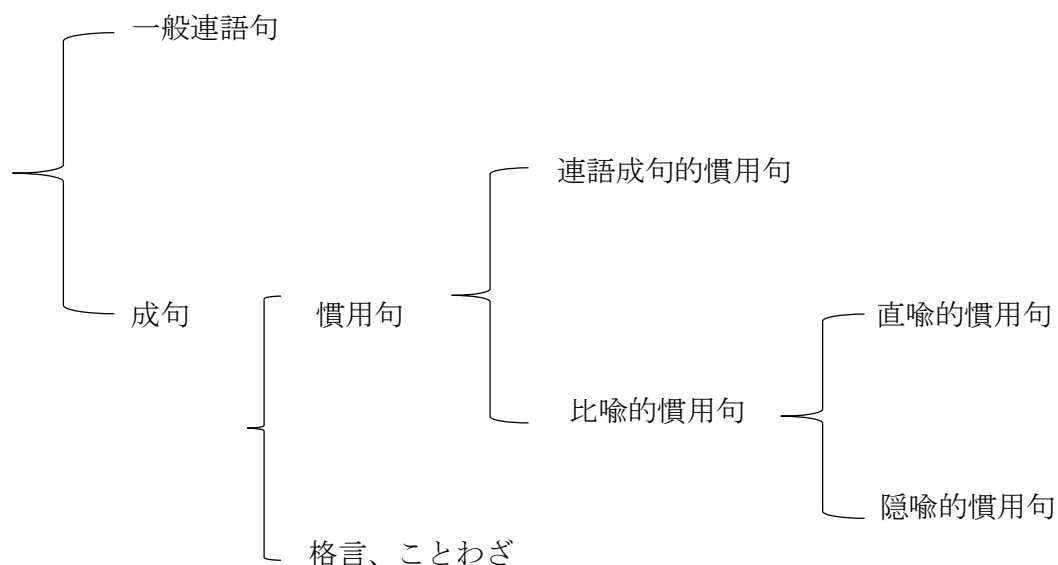 一般連語句
連語成句的慣用句
成句
慣用句
直喩的慣用句
比喩的慣用句
隠喩的慣用句
格言、ことわざ